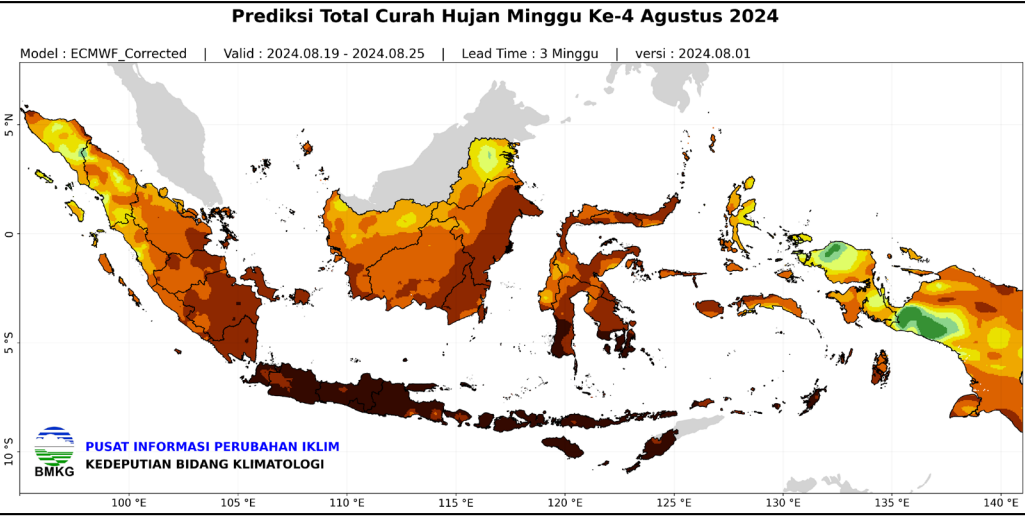 Prediksi Total Curah Hujan Minggu Ke-4 Agustus 2024
Model : ECMWF_Corrected | Valid : 2024.08.19 - 2024.08.25 | Lead Time : 3 Minggu | versi : 2024.08.01
5 °N
0
5 °S
10 °S
BMKG
PUSAT INFORMASI PERUBAHAN IKLIM
KEDEPUTIAN BIDANG KLIMATOLOGI
100 °E 105 °E 110 °E 115 °E 120 °E 125 °E 130 °E 135 °E 140 °E